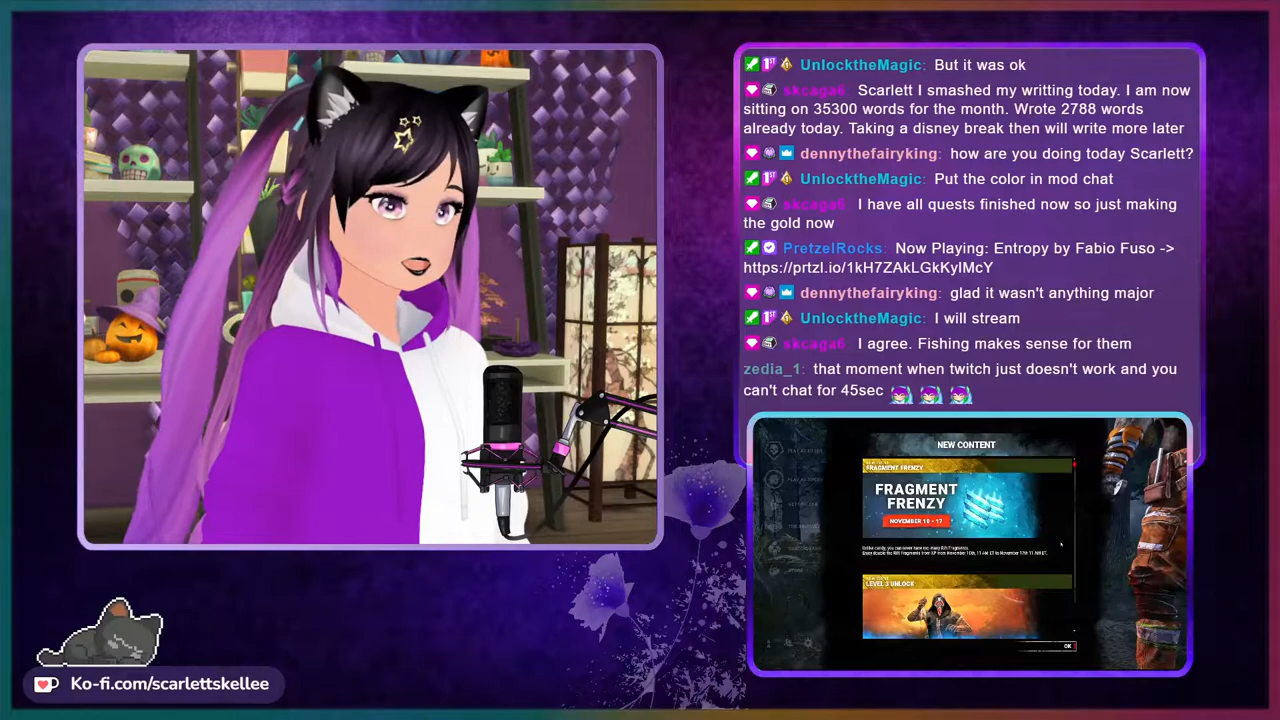 UnlocktheMagic: But it was ok
skcaga6 Scarlett I smashed my writting today. I am now
sitting on 35300 words for the month. Wrote 2788 words
already today. Taking a disney break then will write more later
dennythefairyking: how are you doing today Scarlett?
UnlocktheMagic: Put the color in mod chat
skcaga6 I have all quests finished now so just making
the gold now
PretzelRocks: Now Playing: Entropy by Fabio Fuso ->
https://prtzl.io/1kH7ZAkLGkKylMcY
dennythefairyking: glad it wasn't anything major
UnlocktheMagic: I will stream
skcaga6 I agree. Fishing makes sense for them
zedia_1: that moment when twitch just doesn't work and you
can't chat for 45sec
NEW CONTENT
FRAGMENT FRENZY
FRAGMENT
FRENZY
NOVEMBER 10 - 17
LEVEL 3 UNLOCK
OK
Ko-fi.com/scarlettskellee